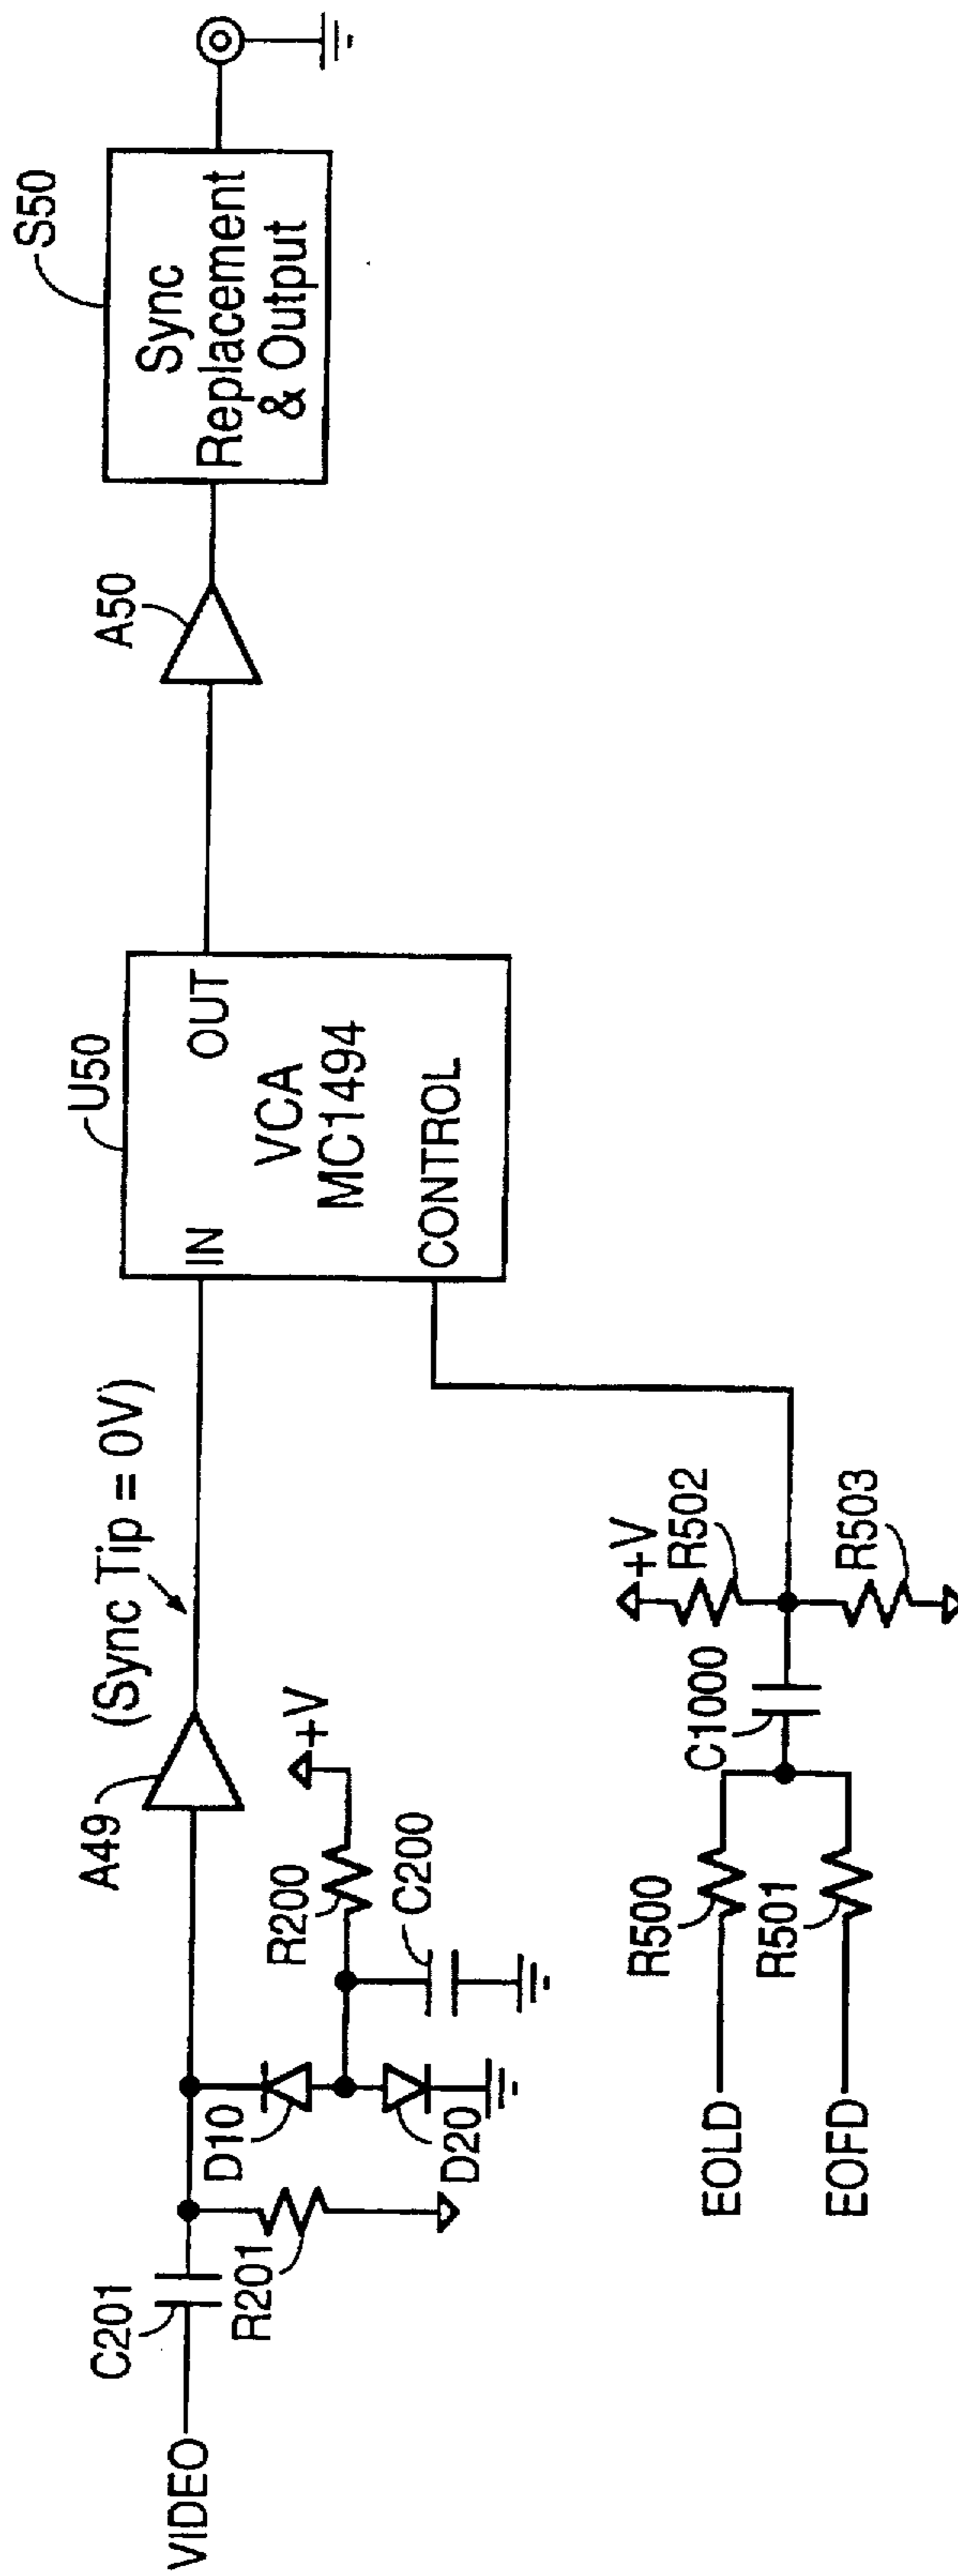 VIDEO
C201
R201
D10
D20
R200
+V
C200
A49
(Sync Tip = 0V)
U50
IN
OUT
VCA
MC1494
CONTROL
A50
S50
Sync
Replacement
& Output
EOLD
EOFD
R500
R501
C1000
+V
R502
R503